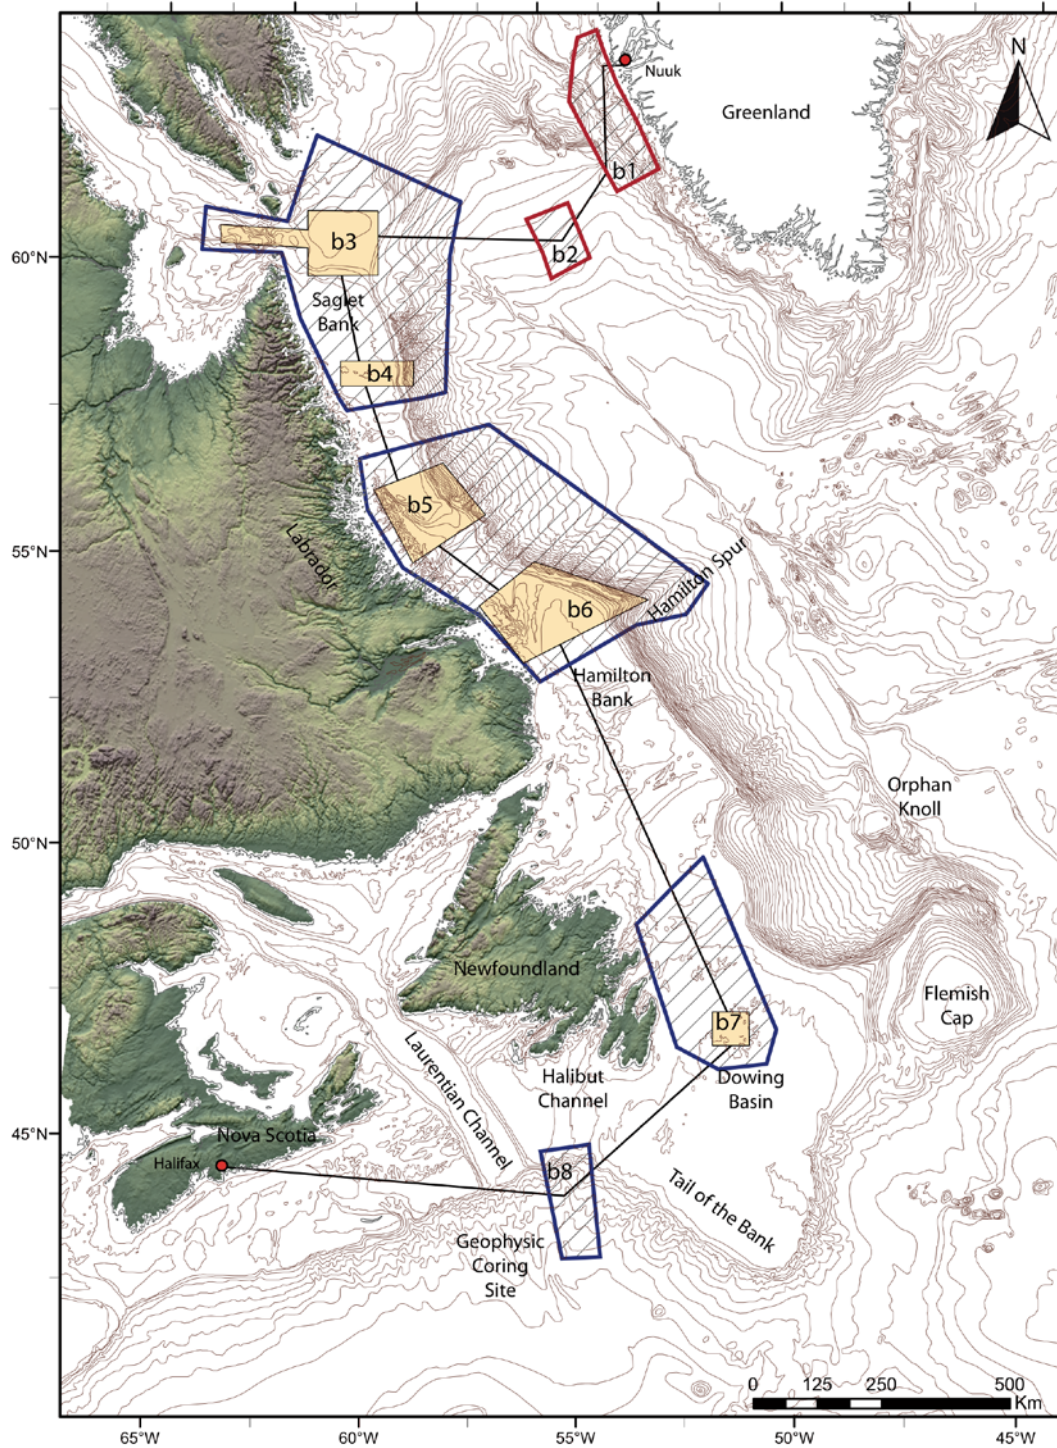 N
Nuuk
Greenland
b1
b2
b3
60°N
Saglet
Bank
b4
b5
55°N
Labrador
Hamilton Spur
b6
Hamilton
Bank
Orphan
Knoll
50°N
Newfoundland
Flemish
Cap
b7
Laurentian Channel
Halibut
Channel
Dowing
Basin
45°N
Nova Scotia
Halifax
b8
Tail of the Bank
Geophysic
Coring
Site
0 125 250 500
Km
65°W 60°W 55°W 50°W 45°W